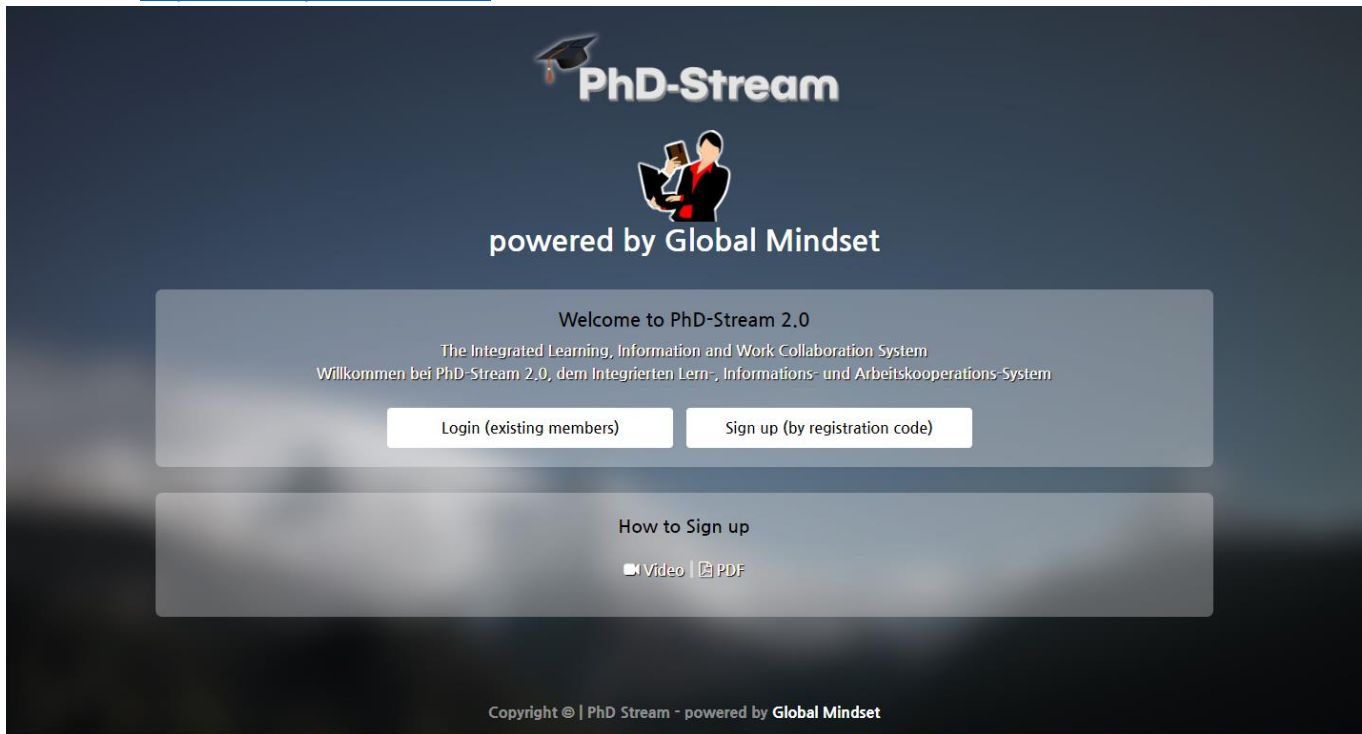 PhD-Stream
powered by Global Mindset
Welcome to PhD-Stream 2.0
The Integrated Learning, Information and Work Collaboration System
Willkommen bei PhD-Stream 2.0, dem Integrierten Lern-, Informations- und Arbeitskooperations-System
Login (existing members) Sign up (by registration code)
How to Sign up
Video | PDF
Copyright © | PhD Stream - powered by Global Mindset